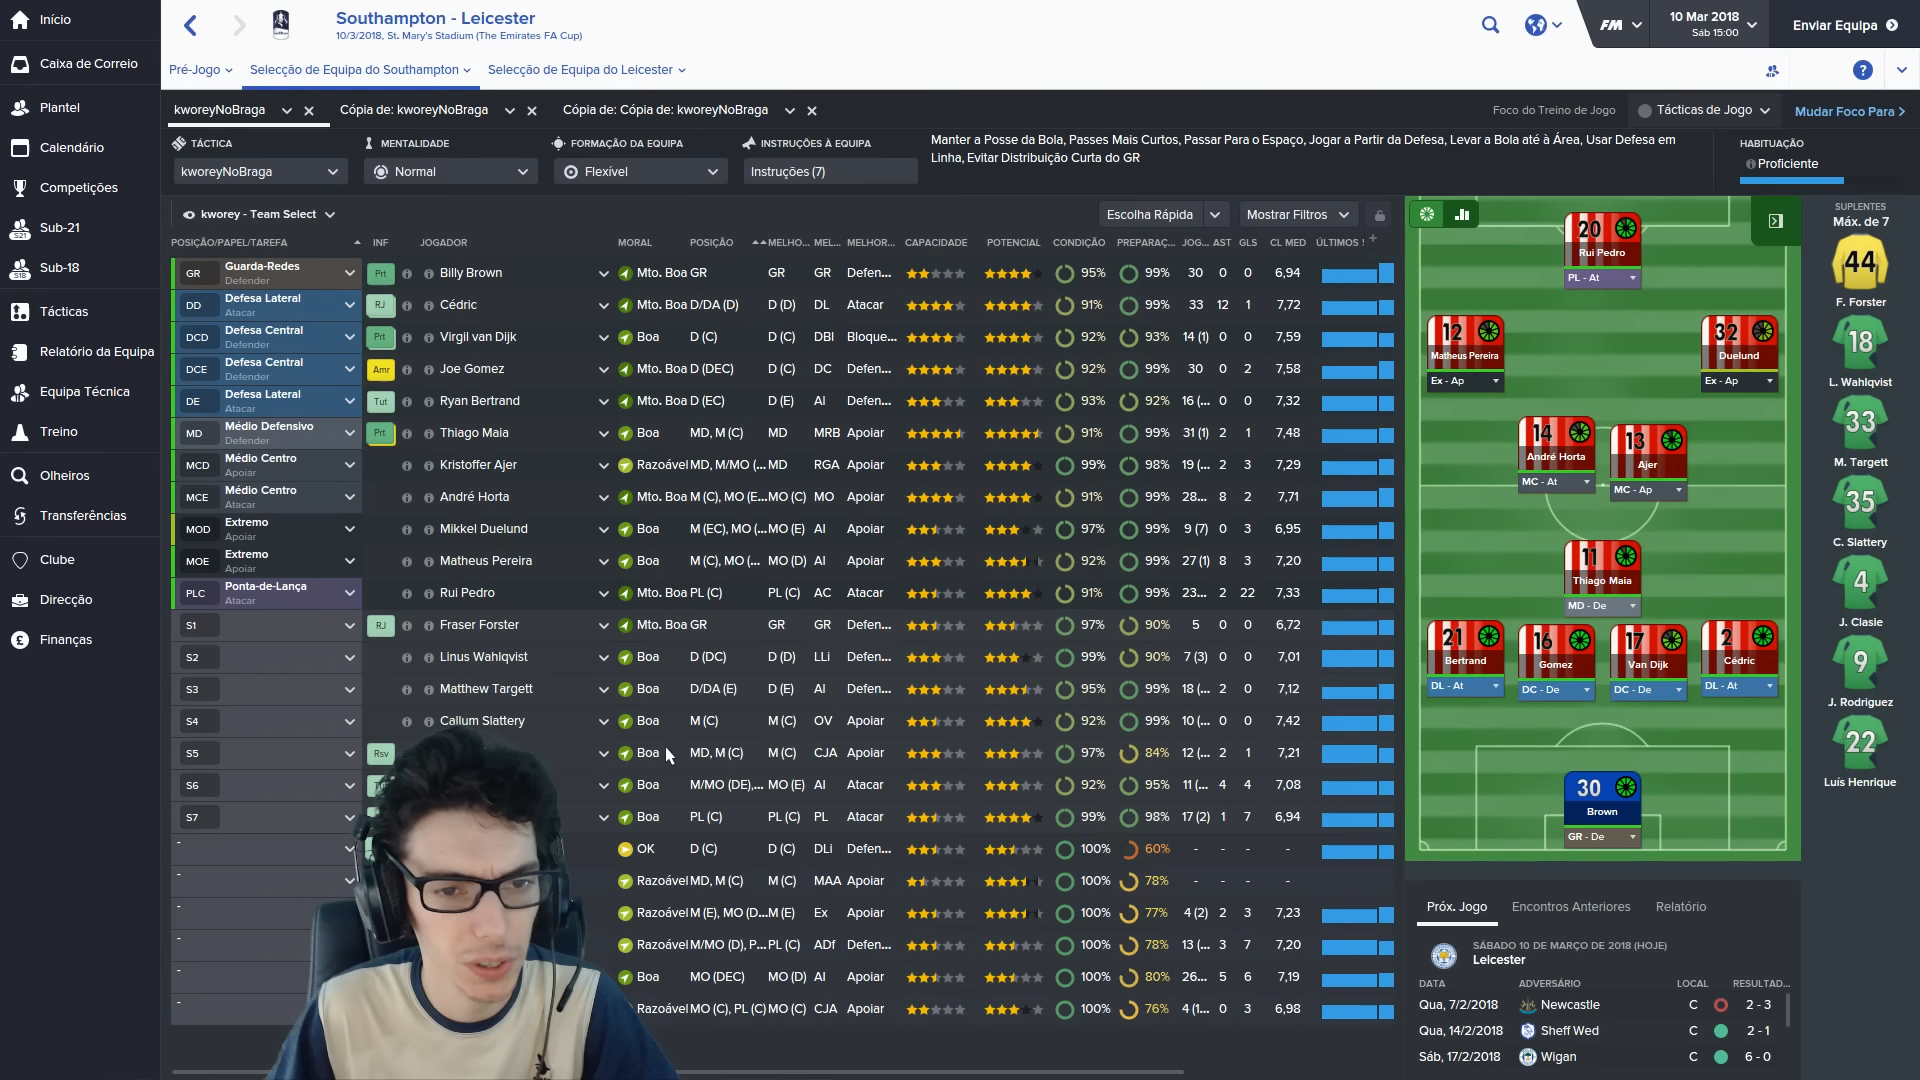 Início
Caixa de Correio
Plantel
Calendário
Competições
Sub-21
Sub-18
Tácticas
Relatório da Equipa
Equipa Técnica
Treino
Olheiros
Transferências
Clube
Direcção
Finanças
Southampton - Leicester
10/3/2018, St. Mary's Stadium (The Emirates FA Cup)
FM
10 Mar 2018
Sáb 15:00
Enviar Equipa
Pré-Jogo
Selecção de Equipa do Southampton
Selecção de Equipa do Leicester
kworeyNoBraga
Cópia de: kworeyNoBraga
Cópia de: Cópia de: kworeyNoBraga
Foco do Treino de Jogo
Tácticas de Jogo
Mudar Foco Para >
TÁCTICA
kworeyNoBraga
MENTALIDADE
Normal
FORMAÇÃO DA EQUIPA
Flexível
INSTRUÇÕES À EQUIPA
Instruções (7)
Manter a Posse da Bola, Passes Mais Curtos, Passar Para o Espaço, Jogar a Partir da Defesa, Levar a Bola até à Área, Usar Defesa em
Linha, Evitar Distribuição Curta do GR
HABITUAÇÃO
Proficiente
kworey - Team Select
Escolha Rápida
Mostrar Filtros
POSIÇÃO/PAPEL/TAREFA INF JOGADOR MORAL POSIÇÃO MELHO... MEL... MELHOR... CAPACIDADE POTENCIAL CONDIÇÃO PREPARAÇ... JOG... AST GLS CL MED ÚLTIMOS
GR Guarda-Redes Defender Prt Billy Brown Mto. Boa GR GR GR Defen... 95% 99% 30 0 0 6,94
DD Defesa Lateral Atacar RJ Cédric Mto. Boa D/DA (D) D (D) DL Atacar 91% 99% 33 12 1 7,72
DCD Defesa Central Defender Prt Virgil van Dijk Boa D (C) D (C) DBI Bloque... 92% 93% 14 (1) 0 0 7,59
DCE Defesa Central Defender Amr Joe Gomez Mto. Boa D (DEC) D (C) DC Defen... 92% 99% 30 0 2 7,58
DE Defesa Lateral Atacar Tut Ryan Bertrand Mto. Boa D (EC) D (E) AI Defen... 93% 92% 16 (... 2 0 7,32
MD Médio Defensivo Defender Prt Thiago Maia Boa MD, M (C) MD MRB Apoiar 91% 99% 31 (1) 2 1 7,48
MCD Médio Centro Apoiar Kristoffer Ajer Razoável MD, M/MO (... MD RGA Apoiar 99% 98% 19 (... 2 3 7,29
MCE Médio Centro Atacar André Horta Mto. Boa M (C), MO (E... MO (C) MO Apoiar 91% 99% 28... 8 2 7,71
MOD Extremo Apoiar Mikkel Duelund Boa M (EC), MO (... MO (E) AI Apoiar 97% 99% 9 (7) 0 3 6,95
MOE Extremo Apoiar Matheus Pereira Boa M (C), MO (... MO (D) AI Apoiar 92% 99% 27 (1) 8 3 7,20
PLC Ponta-de-Lança Atacar Rui Pedro Mto. Boa PL (C) PL (C) AC Atacar 91% 99% 23... 2 22 7,33
S1 RJ Fraser Forster Mto. Boa GR GR GR Defen... 97% 90% 5 0 0 6,72
S2 Linus Wahlqvist Boa D (DC) D (D) LLi Defen... 99% 90% 7 (3) 0 0 7,01
S3 Matthew Targett Boa D/DA (E) D (E) AI Defen... 95% 99% 18 (... 2 0 7,12
S4 Callum Slattery Boa M (C) M (C) OV Apoiar 92% 99% 10 (... 0 0 7,42
S5 Rsv Boa MD, M (C) M (C) CJA Apoiar 97% 84% 12 (... 2 1 7,21
S6 Boa M/MO (DE),... MO (E) AI Atacar 92% 95% 11 (... 4 4 7,08
S7 Boa PL (C) PL (C) PL Atacar 99% 98% 17 (2) 1 7 6,94
- OK D (C) D (C) DLi Defen... 100% 60% - - - -
- Razoável MD, M (C) M (C) MAA Apoiar 100% 78% - - - -
- Razoável M (E), MO (D... M (E) Ex Apoiar 100% 77% 4 (2) 2 3 7,23
- Razoável M/MO (D), P... PL (C) ADf Defen... 100% 78% 13 (... 3 7 7,20
- Boa MO (DEC) MO (D) AI Apoiar 100% 80% 26... 5 6 7,19
- Razoável MO (C), PL (C) MO (C) CJA Apoiar 100% 76% 4 (1... 0 3 6,98
20
Rui Pedro
PL - At
12
Matheus Pereira
Ex - Ap
32
Duelund
Ex - Ap
14
André Horta
MC - At
13
Ajer
MC - Ap
11
Thiago Maia
MD - De
21
Bertrand
DL - At
16
Gomez
DC - De
17
Van Dijk
DC - De
2
Cédric
DL - At
30
Brown
GR - De
SUPLENTES
Máx. de 7
44
F. Forster
18
L. Wahlqvist
33
M. Targett
35
C. Slattery
4
J. Clasie
9
J. Rodriguez
22
Luís Henrique
Próx. Jogo
Encontros Anteriores
Relatório
SÁBADO 10 DE MARÇO DE 2018 (HOJE)
Leicester
DATA ADVERSÁRIO LOCAL RESULTAD...
Qua, 7/2/2018 Newcastle C 2 - 3
Qua, 14/2/2018 Sheff Wed C 2 - 1
Sáb, 17/2/2018 Wigan C 6 - 0